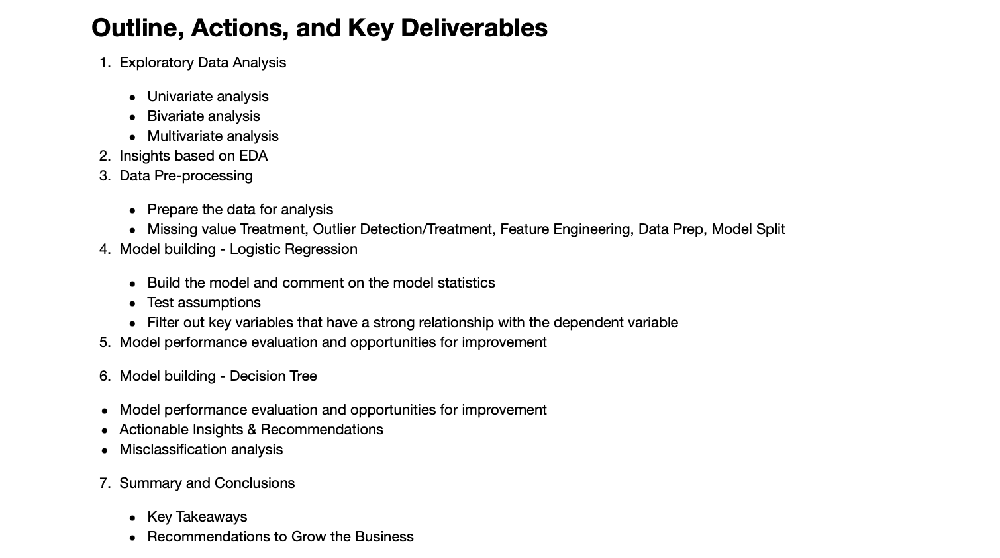 Outline, Actions, and Key Deliverables
1. Exploratory Data Analysis
• Univariate analysis
• Bivariate analysis
• Multivariate analysis
2. Insights based on EDA
3. Data Pre-processing
• Prepare the data for analysis
• Missing value Treatment, Outlier Detection/Treatment, Feature Engineering, Data Prep, Model Split
4. Model building - Logistic Regression
• Build the model and comment on the model statistics
• Test assumptions
• Filter out key variables that have a strong relationship with the dependent variable
5. Model performance evaluation and opportunities for improvement
6. Model building - Decision Tree
• Model performance evaluation and opportunities for improvement
• Actionable Insights & Recommendations
• Misclassification analysis
7. Summary and Conclusions
• Key Takeaways
• Recommendations to Grow the Business